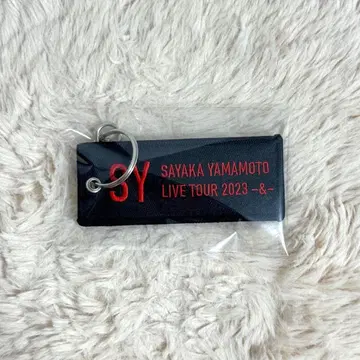 SY
SAYAKA YAMAMOTO
LIVE TOUR 2023 -&-